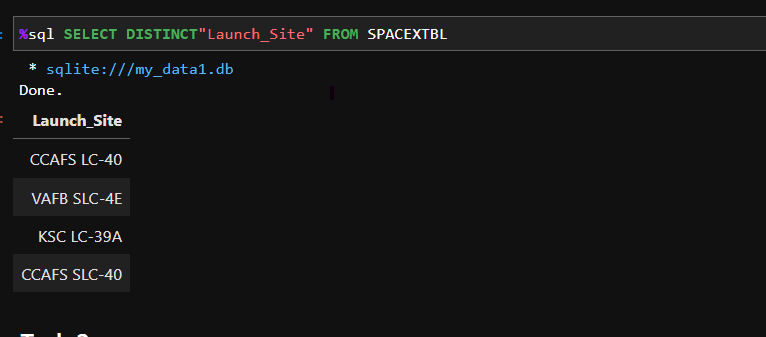 %sql SELECT DISTINCT"Launch_Site" FROM SPACEXTBL
* sqlite:///my_data1.db
Done.
Launch_Site
CCAFS LC-40
VAFB SLC-4E
KSC LC-39A
CCAFS SLC-40